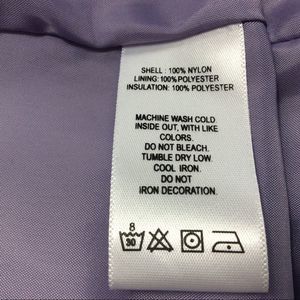 SHELL : 100% NYLON
LINING: 100% POLYESTER
INSULATION: 100% POLYESTER
MACHINE WASH COLD
INSIDE OUT, WITH LIKE
COLORS.
DO NOT BLEACH.
TUMBLE DRY LOW.
COOL IRON.
DO NOT
IRON DECORATION.
8
30